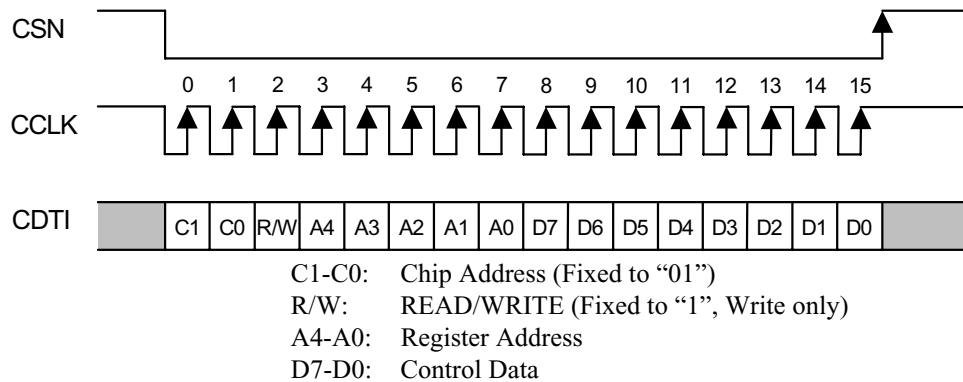 CSN
0 1 2 3 4 5 6 7 8 9 10 11 12 13 14 15
CCLK
CDTI C1 C0 R/W A4 A3 A2 A1 A0 D7 D6 D5 D4 D3 D2 D1 D0
C1-C0: Chip Address (Fixed to “01”)
R/W: READ/WRITE (Fixed to “1”, Write only)
A4-A0: Register Address
D7-D0: Control Data